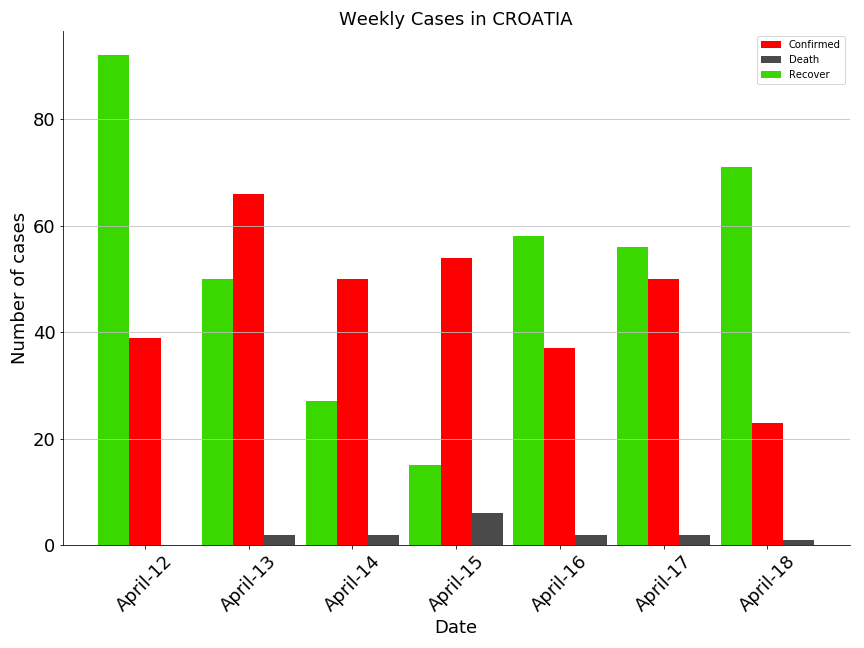 Weekly Cases in CROATIA
Confirmed
Death
Recover
Number of cases
80
60
40
20
0
April-12
April-13
April-14
April-15
April-16
April-17
April-18
Date